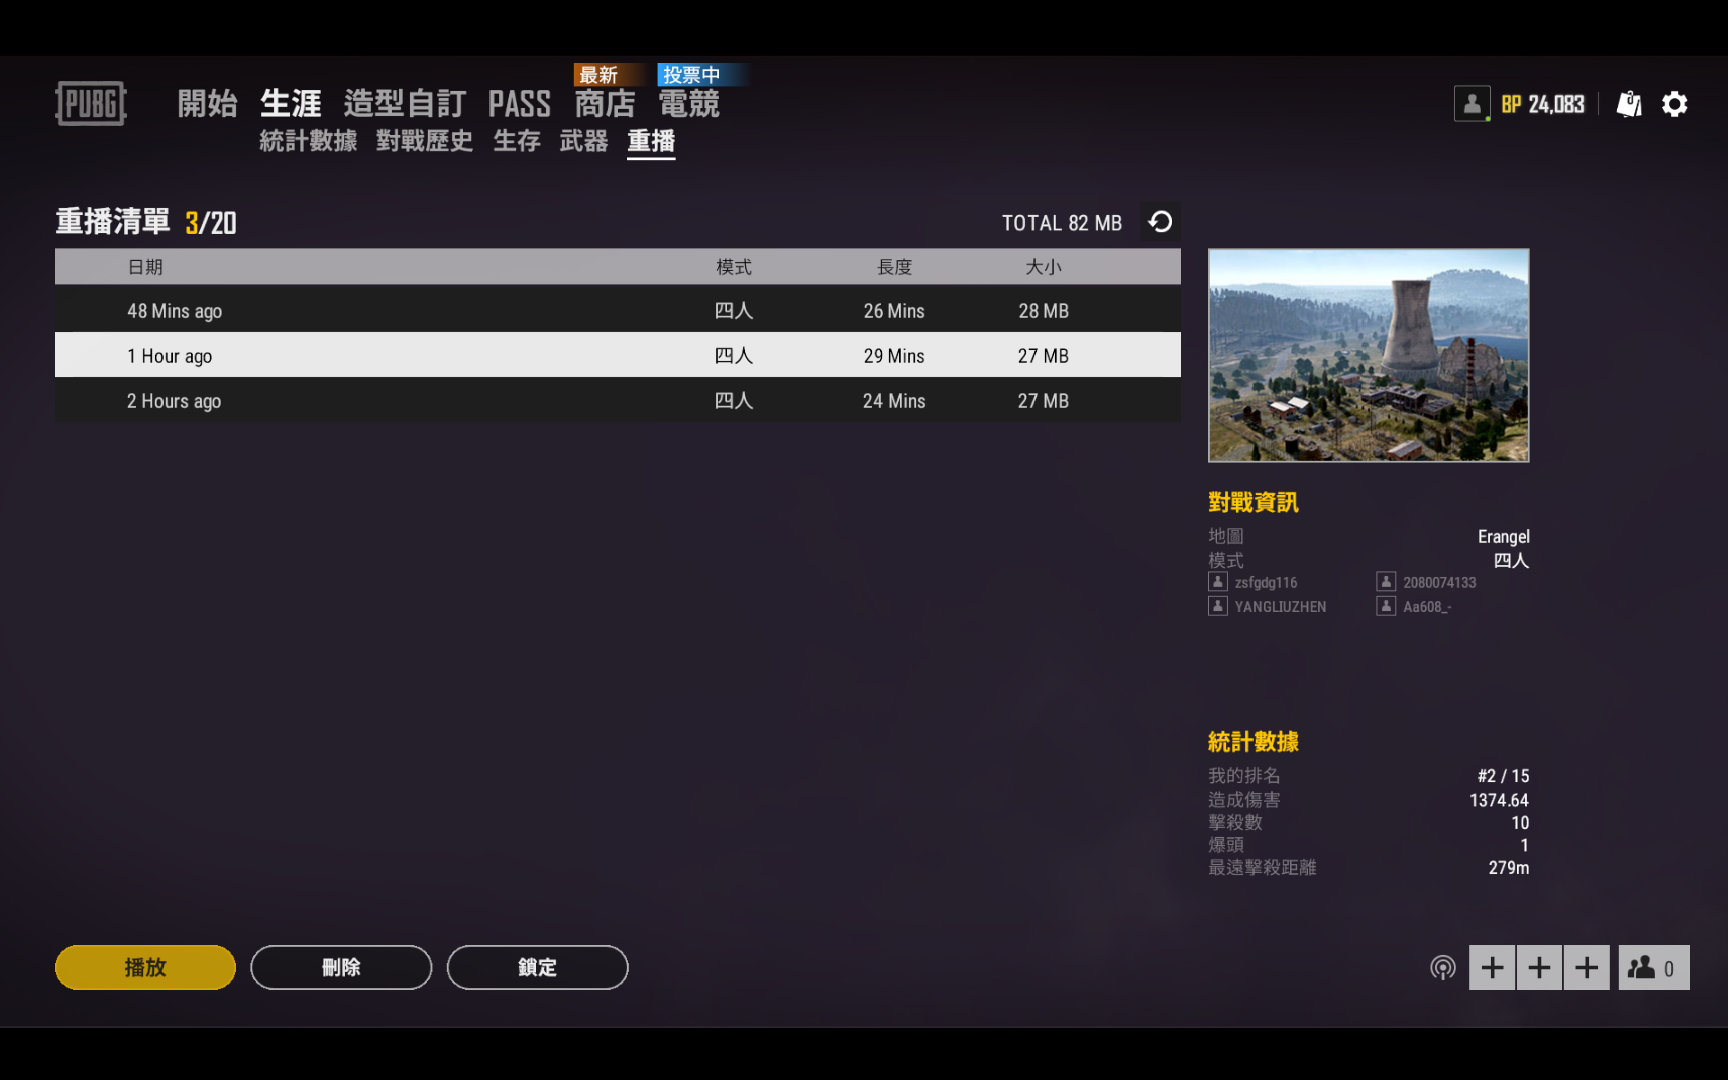 最新 投票中
PUBG 開始 生涯 造型自訂 PASS 商店 電競 BP 24,083
統計數據 對戰歷史 生存 武器 重播
重播清單 3/20 TOTAL 82 MB
日期 模式 長度 大小
48 Mins ago 四人 26 Mins 28 MB
1 Hour ago 四人 29 Mins 27 MB
2 Hours ago 四人 24 Mins 27 MB
對戰資訊
地圖 Erangel
模式 四人
zsfgdg116 2080074133
YANGLIUZHEN Aa608_-
統計數據
我的排名 #2 / 15
造成傷害 1374.64
擊殺數 10
爆頭 1
最遠擊殺距離 279m
播放 刪除 鎖定 0